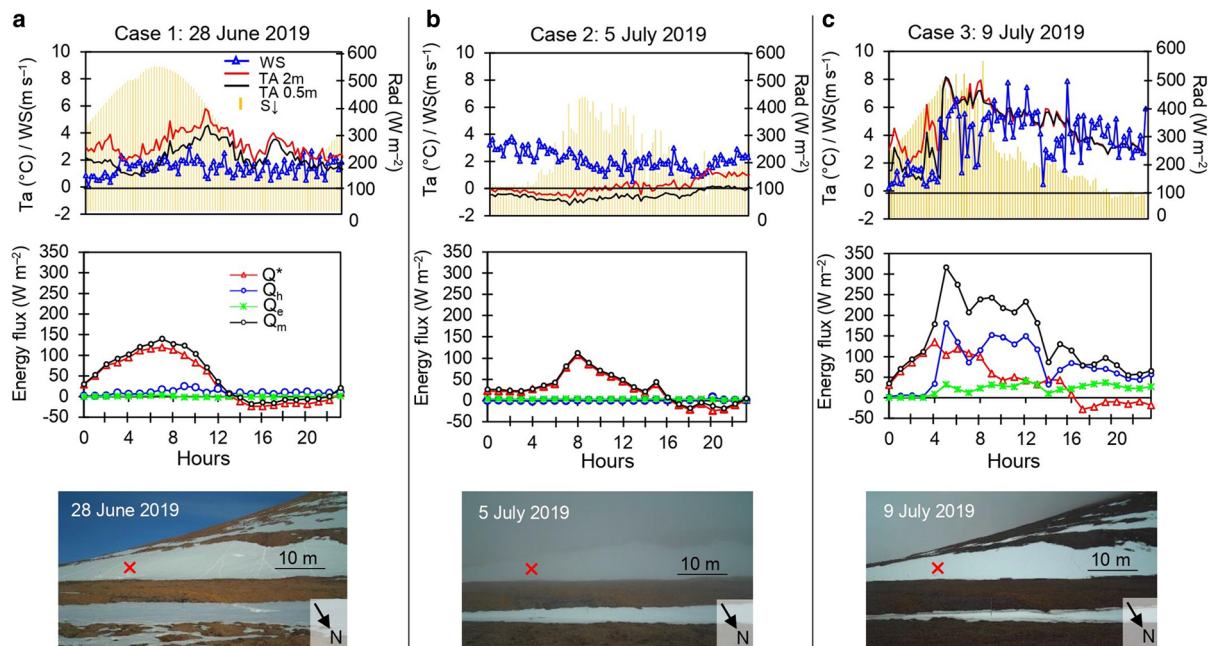 a
Case 1: 28 June 2019
Ta (°C) / WS(m s⁻¹)
10
8
6
4
2
0
-2
WS
TA 2m
TA 0.5m
S↓
600
500
400
300
200
100
0
Rad (W m⁻²)
Energy flux (W m⁻²)
350
300
250
200
150
100
50
0
-50
Q*
Qh
Qe
Qm
0 4 8 12 16 20
Hours
28 June 2019
10 m
N
b
Case 2: 5 July 2019
Ta (°C) / WS(m s⁻¹)
10
8
6
4
2
0
-2
600
500
400
300
200
100
0
Rad (W m⁻²)
Energy flux (W m⁻²)
350
300
250
200
150
100
50
0
-50
0 4 8 12 16 20
Hours
5 July 2019
10 m
N
c
Case 3: 9 July 2019
Ta (°C) / WS(m s⁻¹)
10
8
6
4
2
0
-2
600
500
400
300
200
100
0
Rad (W m⁻²)
Energy flux (W m⁻²)
350
300
250
200
150
100
50
0
-50
0 4 8 12 16 20
Hours
9 July 2019
10 m
N